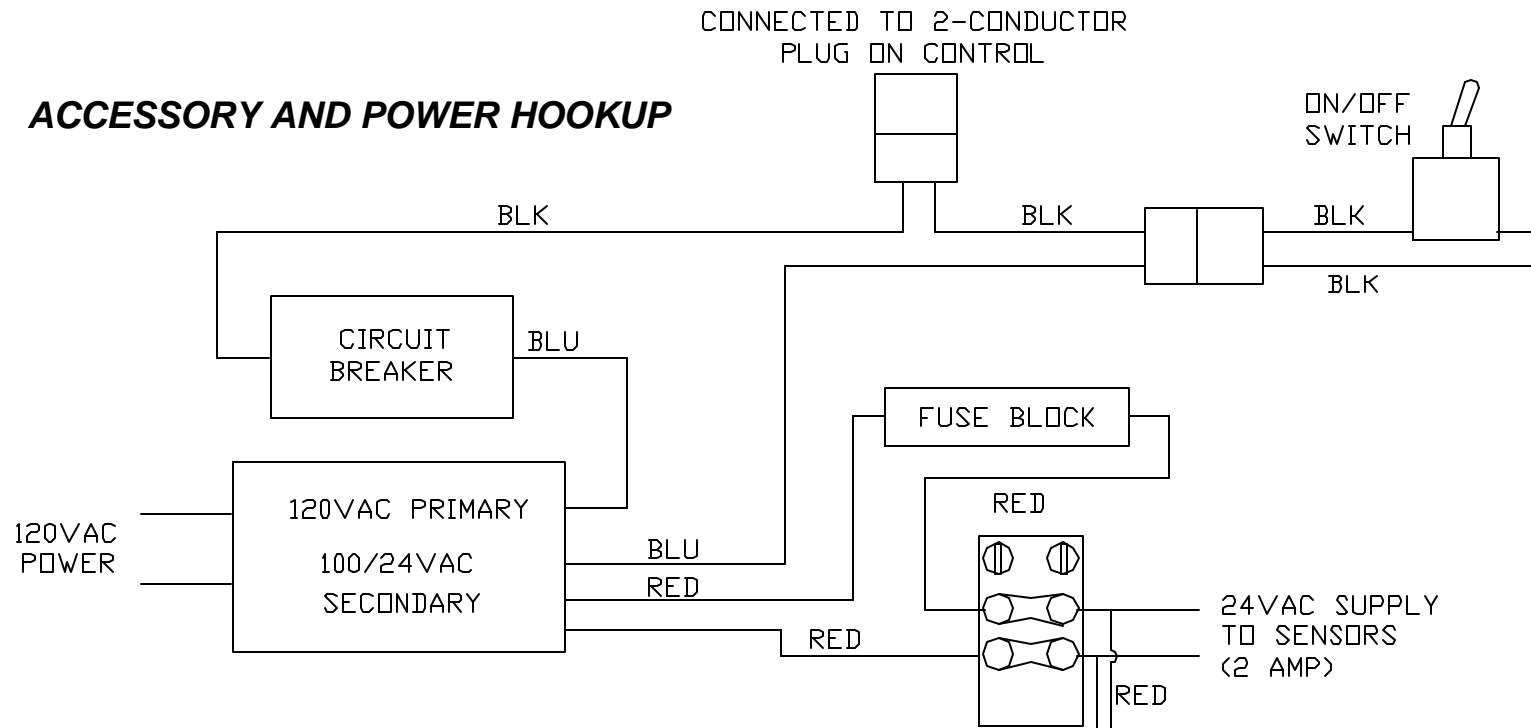 CONNECTED TO 2-CONDUCTOR
PLUG ON CONTROL
ACCESSORY AND POWER HOOKUP
ON/OFF
SWITCH
BLK
BLK
BLK
BLK
CIRCUIT
BREAKER
BLU
FUSE BLOCK
120VAC PRIMARY
100/24VAC
SECONDARY
120VAC
POWER
BLU
RED
RED
RED
24VAC SUPPLY
TO SENSORS
(2 AMP)
RED